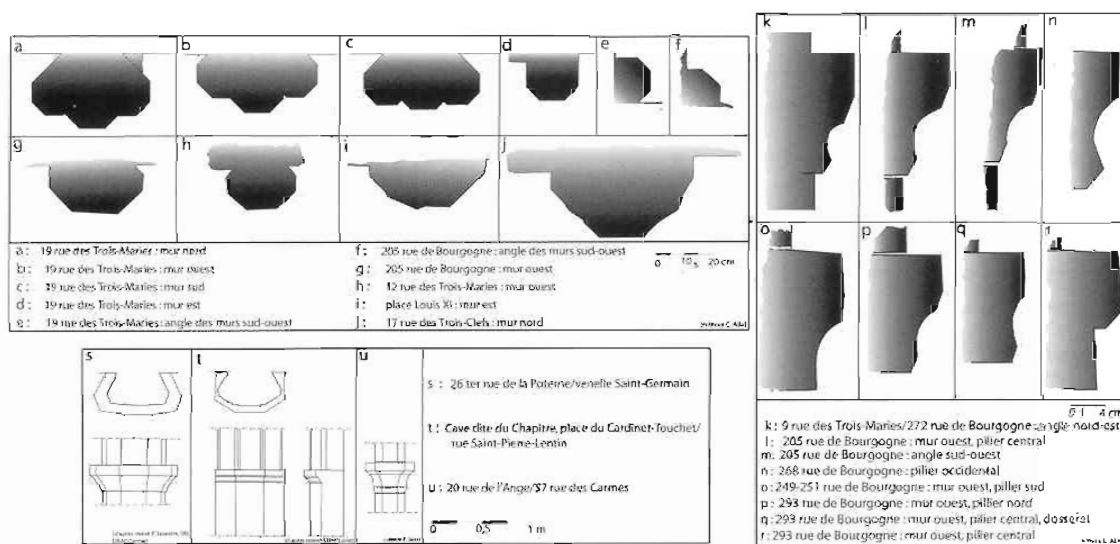 a
b
c
d
e
f
g
h
i
j
a : 19 rue des Trois-Maries : mur nord
b : 19 rue des Trois-Maries : mur ouest
c : 19 rue des Trois-Maries : mur sud
d : 19 rue des Trois-Maries : mur est
e : 19 rue des Trois-Maries : angle des murs sud-ouest
f : 205 rue de Bourgogne : angle des murs sud-ouest
g : 205 rue de Bourgogne : mur ouest
h : 12 rue des Trois-Maries : mur ouest
i : place Louis XI : mur est
j : 17 rue des Trois-Clefs : mur nord
0 10 20 cm
s
t
u
s : 26 ter rue de la Poterne/venelle Saint-Germain
t : Cave dite du Chapitre, place du Cardinet-Touchet/
rue Saint-Pierre-Lentin
u : 20 rue de l'Ange/57 rue des Carmes
0 0,5 1 m
k
l
m
n
o
p
q
r
0 1 4 cm
k : 9 rue des Trois-Maries/272 rue de Bourgogne : angle nord-est
l : 205 rue de Bourgogne : mur ouest, pilier central
m : 205 rue de Bourgogne : angle sud-ouest
n : 268 rue de Bourgogne : pilier occidental
o : 249-251 rue de Bourgogne : mur ouest, pilier sud
p : 293 rue de Bourgogne : mur ouest, pillier nord
q : 293 rue de Bourgogne : mur ouest, pilier central, dosseret
r : 293 rue de Bourgogne : mur ouest, pilier central